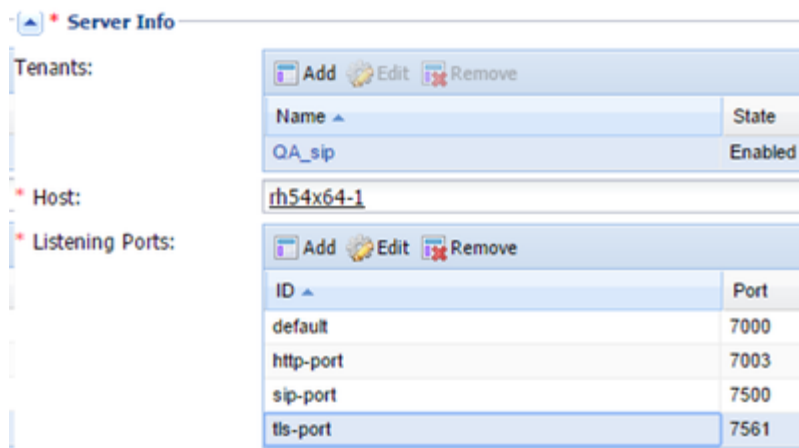 * Server Info
Tenants:
Add Edit Remove
Name State
QA_sip Enabled
* Host: rh54x64-1
* Listening Ports:
Add Edit Remove
ID Port
default 7000
http-port 7003
sip-port 7500
tls-port 7561